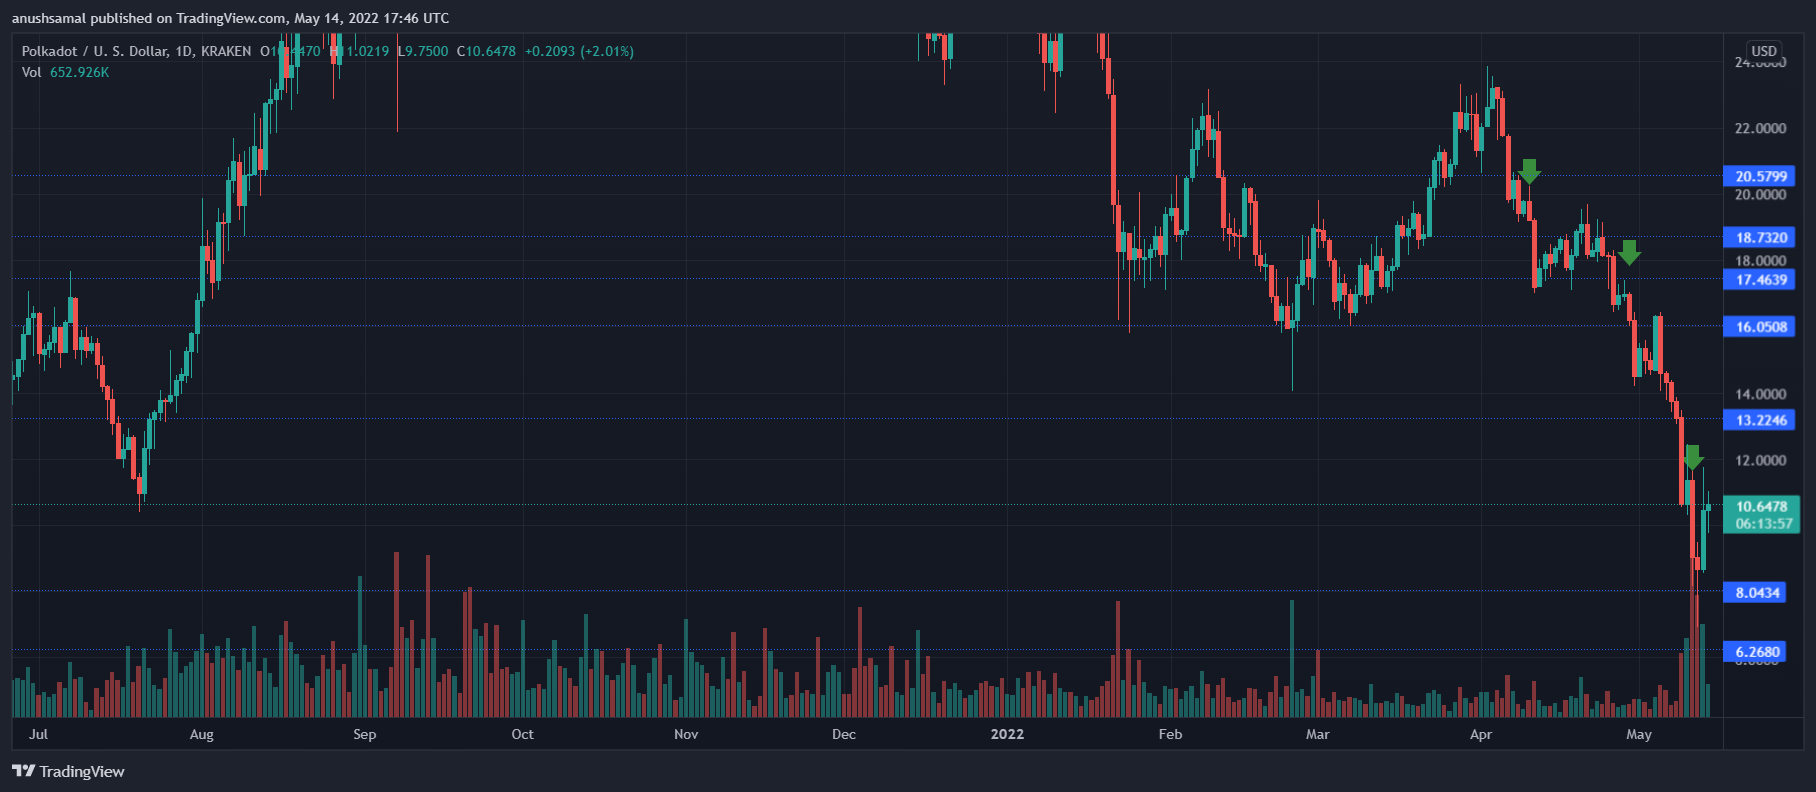 anushsamal published on TradingView.com, May 14, 2022 17:46 UTC
Polkadot / U. S. Dollar, 1D, KRAKEN O10.4470 H11.0219 L9.7500 C10.6478 +0.2093 (+2.01%)
Vol 652.926K
USD
24.0000
22.0000
20.5799
20.0000
18.7320
18.0000
17.4639
16.0508
14.0000
13.2246
12.0000
10.6478
06:13:57
8.0434
6.2680
Jul Aug Sep Oct Nov Dec 2022 Feb Mar Apr May
TradingView